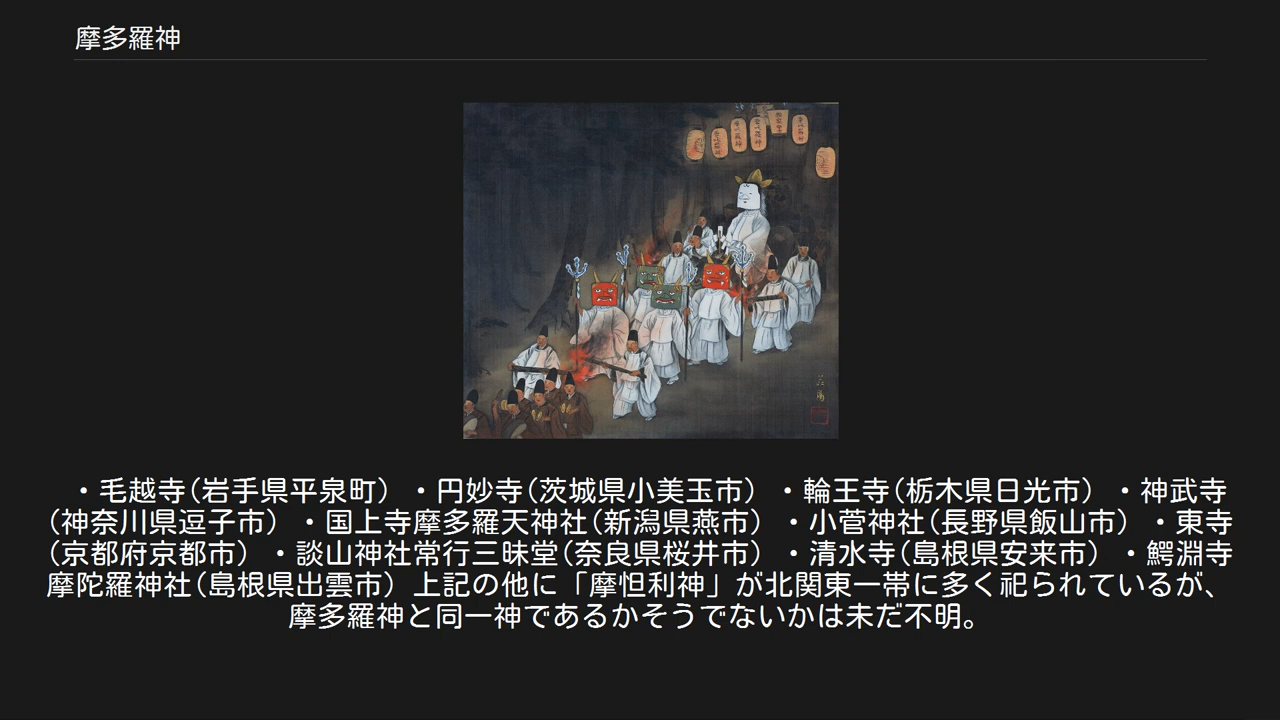 摩多羅神
・毛越寺(岩手県平泉町) ・円妙寺(茨城県小美玉市) ・輪王寺(栃木県日光市) ・神武寺
(神奈川県逗子市) ・国上寺摩多羅天神社(新潟県燕市) ・小菅神社(長野県飯山市) ・東寺
(京都府京都市) ・談山神社常行三昧堂(奈良県桜井市) ・清水寺(島根県安来市) ・鰐淵寺
摩陀羅神社(島根県出雲市) 上記の他に「摩怛利神」が北関東一帯に多く祀られているが、
摩多羅神と同一神であるかそうでないかは未だ不明。